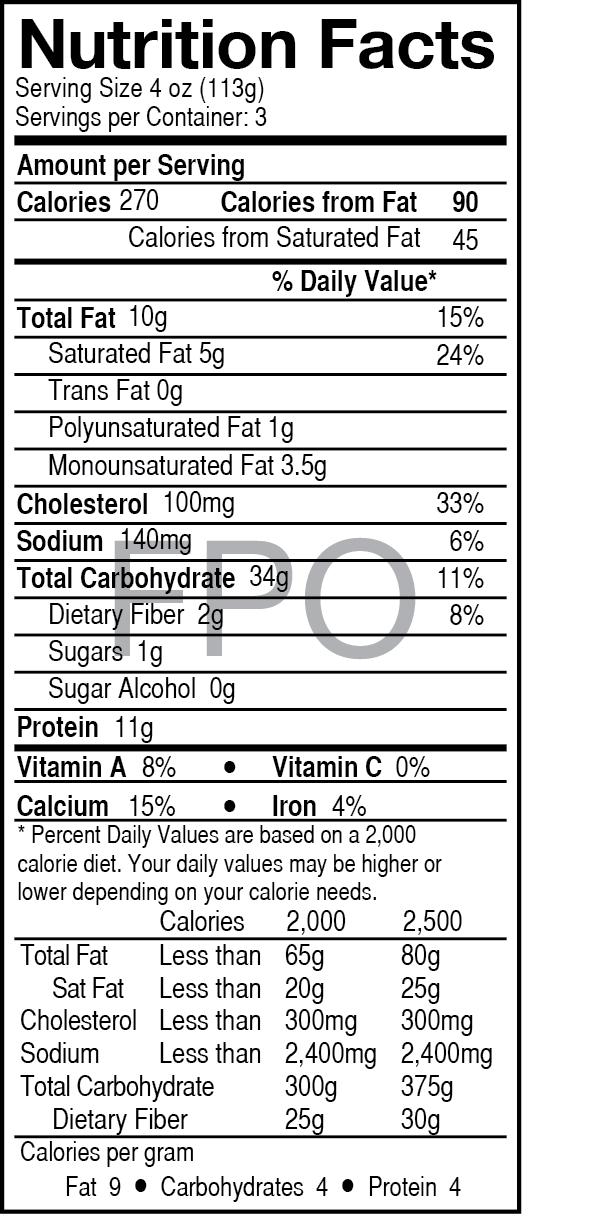 Nutrition Facts
Serving Size 4 oz (113g)
Servings per Container: 3
Amount per Serving
Calories 270 Calories from Fat 90
Calories from Saturated Fat 45
% Daily Value*
Total Fat 10g 15%
Saturated Fat 5g 24%
Trans Fat 0g
Polyunsaturated Fat 1g
Monounsaturated Fat 3.5g
Cholesterol 100mg 33%
Sodium 140mg 6%
FPO
Total Carbohydrate 34g 11%
Dietary Fiber 2g 8%
Sugars 1g
Sugar Alcohol 0g
Protein 11g
Vitamin A 8% • Vitamin C 0%
Calcium 15% • Iron 4%
* Percent Daily Values are based on a 2,000
calorie diet. Your daily values may be higher or
lower depending on your calorie needs.
Calories 2,000 2,500
Total Fat Less than 65g 80g
Sat Fat Less than 20g 25g
Cholesterol Less than 300mg 300mg
Sodium Less than 2,400mg 2,400mg
Total Carbohydrate 300g 375g
Dietary Fiber 25g 30g
Calories per gram
Fat 9 • Carbohydrates 4 • Protein 4